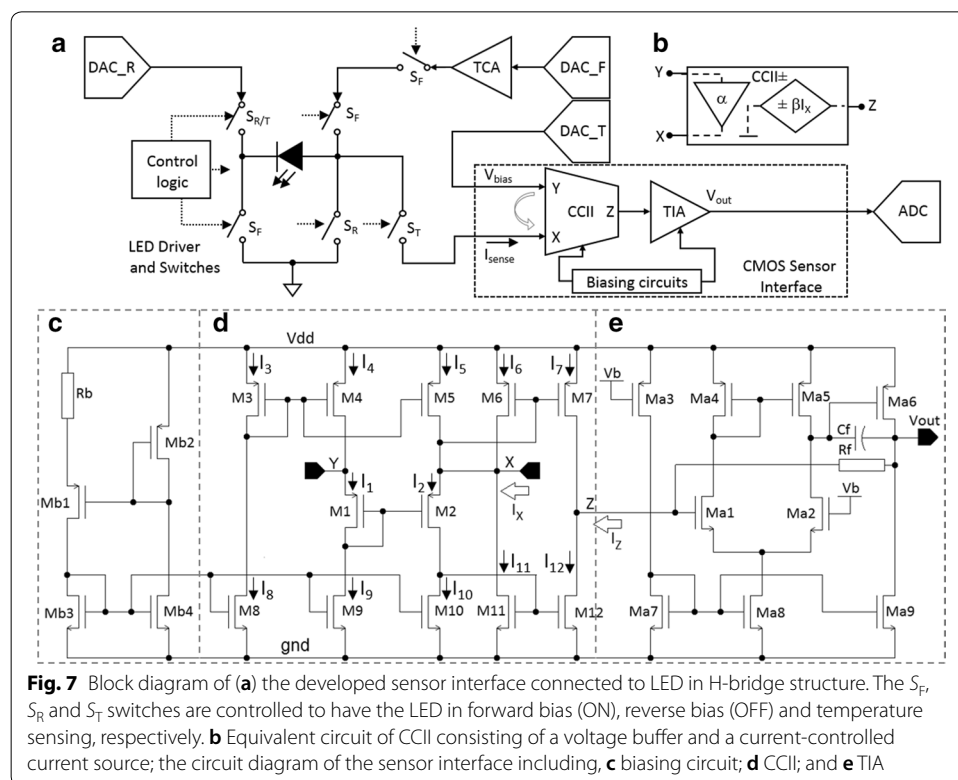 a
b
DAC_R
TCA
DAC_F
S_F
S_R/T
S_F
DAC_T
Y
X
CCII±
α
± βI_X
Z
Control
logic
S_F
S_R
S_T
LED Driver
and Switches
V_bias
I_sense
Y
X
CCII
Z
TIA
V_out
ADC
Biasing circuits
CMOS Sensor
Interface
c
d
e
Vdd
Rb
Mb2
Mb1
Mb3
Mb4
I_3
I_4
I_5
I_6
I_7
M3
M4
M5
M6
M7
Y
X
I_1
I_2
I_X
M1
M2
Z
I_Z
I_8
I_9
I_10
I_11
I_12
M8
M9
M10
M11
M12
gnd
Vb
Ma3
Ma4
Ma5
Ma6
Cf
Rf
Vout
Vb
Ma1
Ma2
Ma7
Ma8
Ma9
Fig. 7 Block diagram of (a) the developed sensor interface connected to LED in H-bridge structure. The S_F,
S_R and S_T switches are controlled to have the LED in forward bias (ON), reverse bias (OFF) and temperature
sensing, respectively. b Equivalent circuit of CCII consisting of a voltage buffer and a current-controlled
current source; the circuit diagram of the sensor interface including, c biasing circuit; d CCII; and e TIA